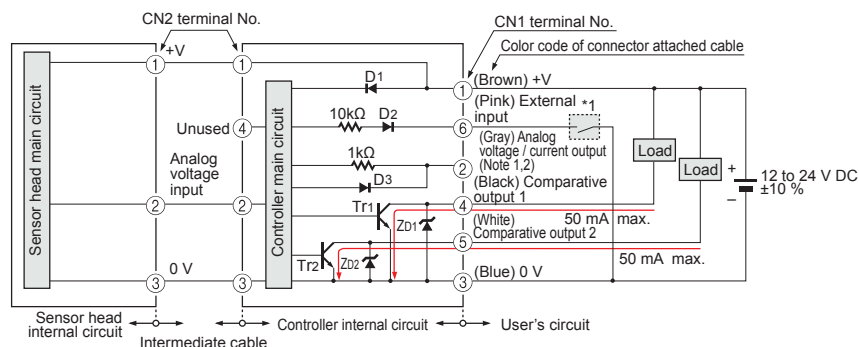 CN2 terminal No.
CN1 terminal No.
Color code of connector attached cable
+V
1
1
D1
1
(Brown) +V
(Pink) External
input
*1
10kΩ
D2
Unused
4
6
(Gray) Analog
voltage / current output
(Note 1,2)
Load
Load
1kΩ
2
Analog
voltage
input
D3
(Black) Comparative
output 1
+
12 to 24 V DC
±10 %
–
Sensor head main circuit
Controller main circuit
2
2
Tr1
ZD1
4
50 mA max.
(White)
Comparative output 2
5
50 mA max.
Tr2
ZD2
0 V
3
3
3
(Blue) 0 V
Sensor head
internal circuit
Intermediate cable
Controller internal circuit
User's circuit